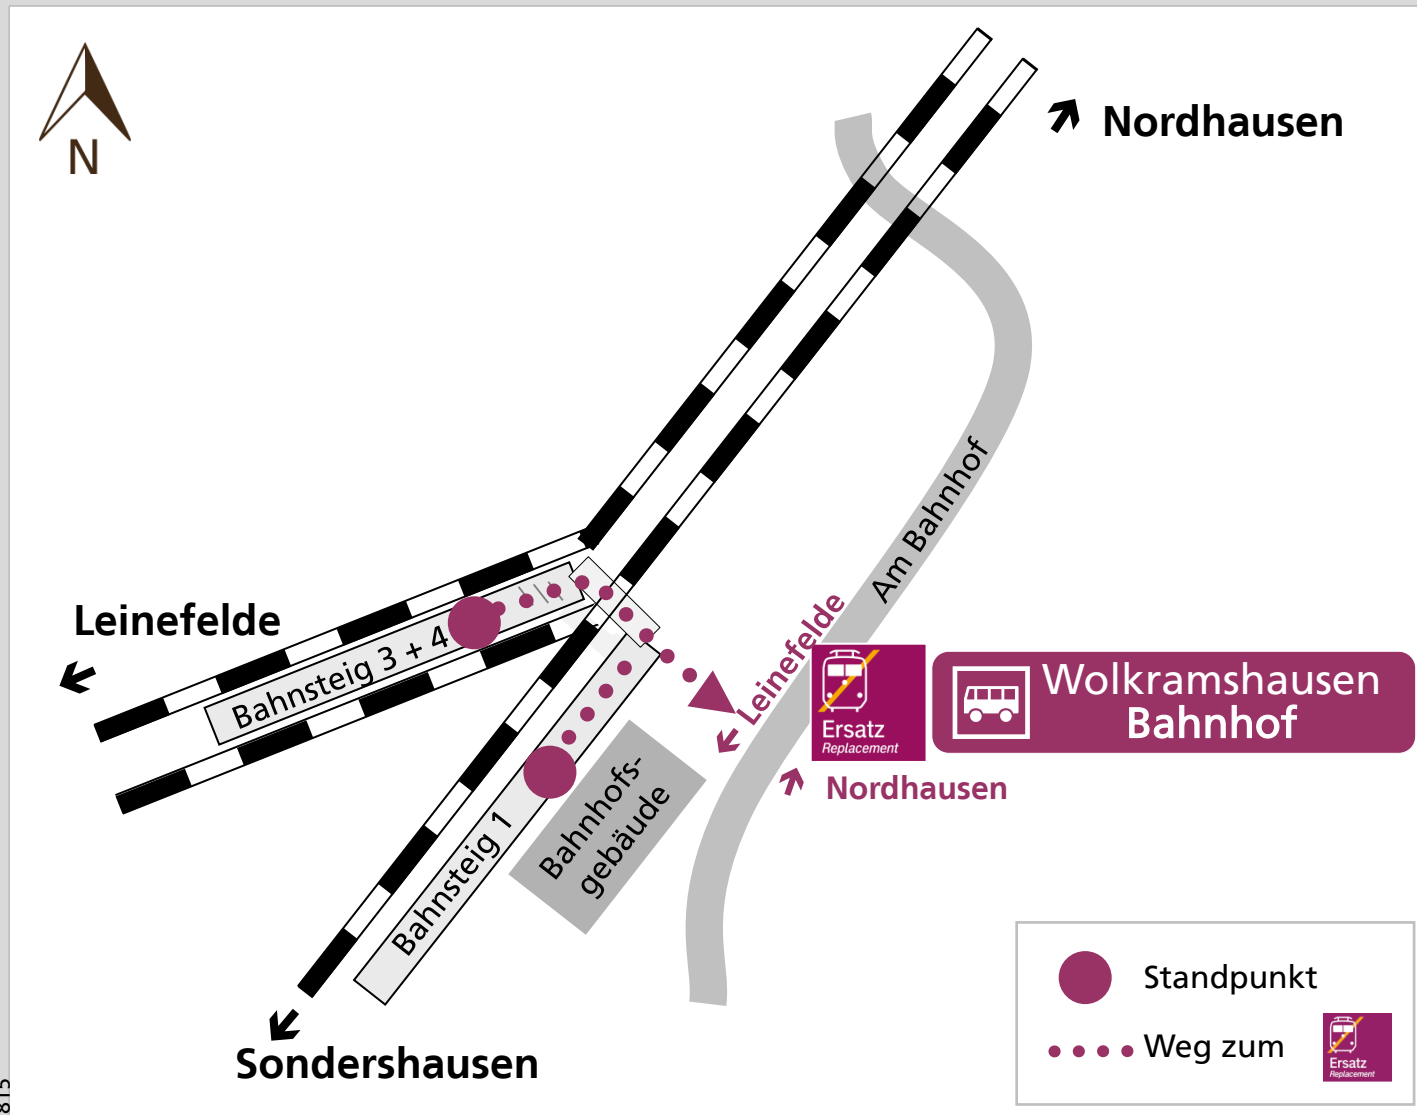 N
Nordhausen
Am Bahnhof
Leinefelde
Bahnsteig 3 + 4
Leinefelde
Ersatz
Replacement
Wolkramshausen
Bahnhof
Nordhausen
Bahnhofs-
gebäude
Bahnsteig 1
Sondershausen
Standpunkt
Weg zum
Ersatz
Replacement